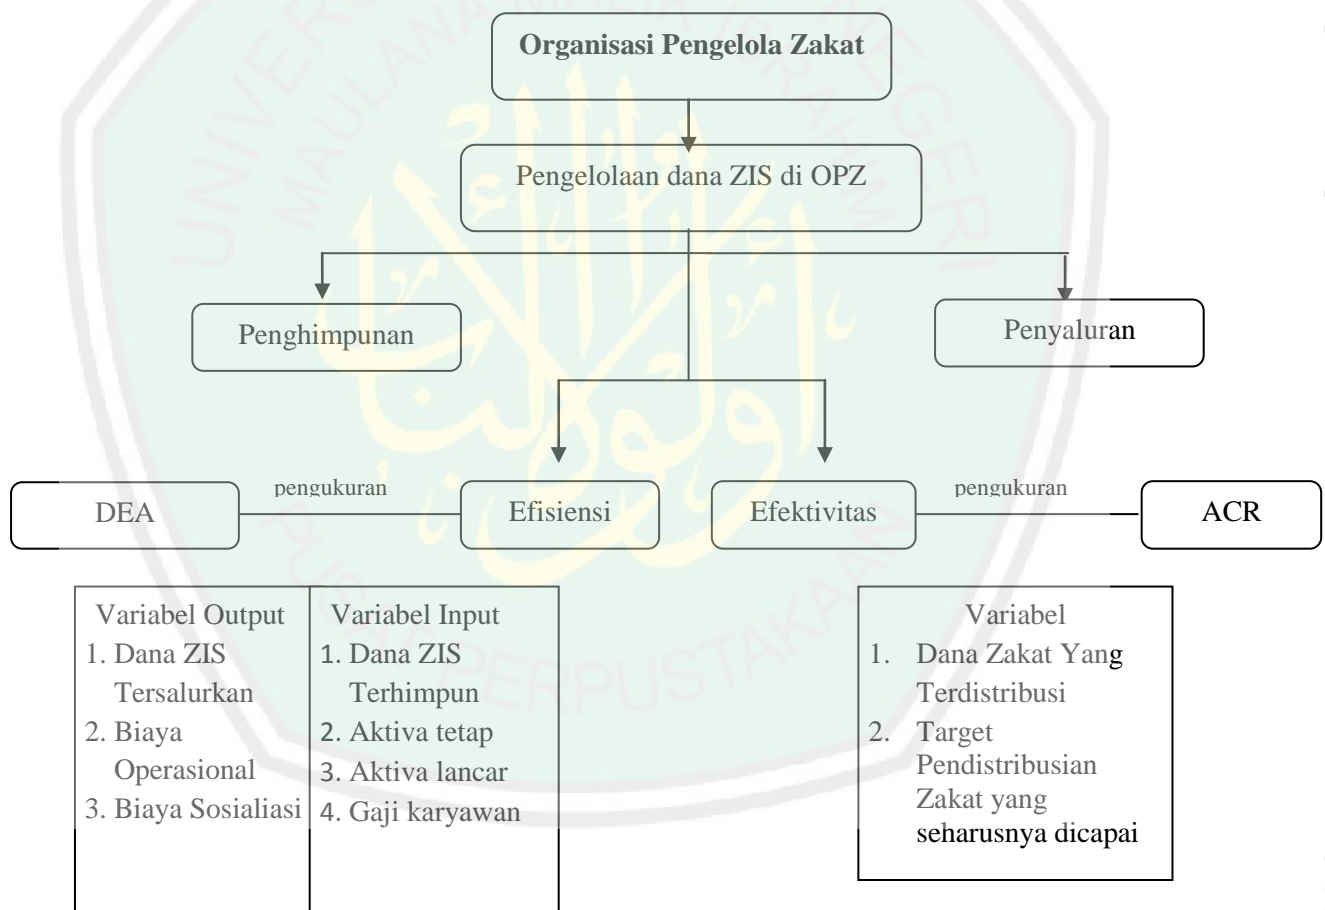 Organisasi Pengelola Zakat
Pengelolaan dana ZIS di OPZ
Penghimpunan
Penyaluran
DEA
pengukuran
Efisiensi
Efektivitas
pengukuran
ACR
Variabel Output
1. Dana ZIS
Tersalurkan
2. Biaya
Operasional
3. Biaya Sosialiasi
Variabel Input
1. Dana ZIS
Terhimpun
2. Aktiva tetap
3. Aktiva lancar
4. Gaji karyawan
Variabel
1. Dana Zakat Yang
Terdistribusi
2. Target
Pendistribusian
Zakat yang
seharusnya dicapai
PUSAT PERPUSTAKAAN